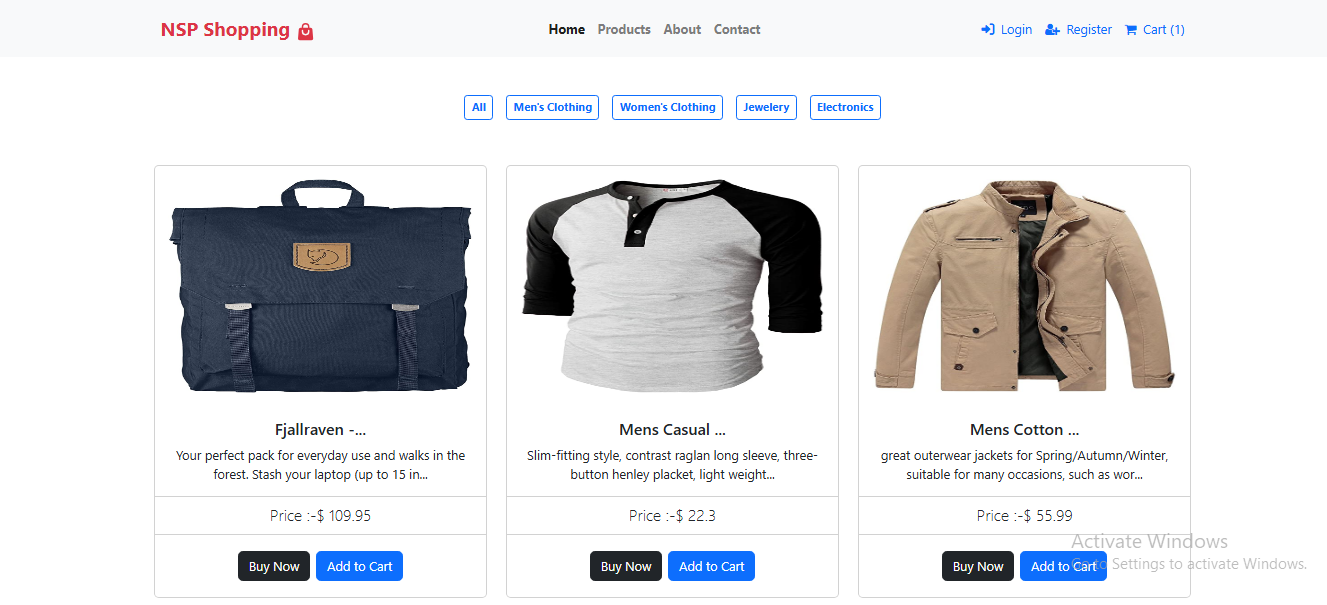 NSP Shopping
Home Products About Contact
Login Register Cart (1)
All Men's Clothing Women's Clothing Jewelery Electronics
Fjallraven -...
Your perfect pack for everyday use and walks in the
forest. Stash your laptop (up to 15 in...
Price :-$ 109.95
Buy Now Add to Cart
Mens Casual ...
Slim-fitting style, contrast raglan long sleeve, three-
button henley placket, light weight...
Price :-$ 22.3
Buy Now Add to Cart
Mens Cotton ...
great outerwear jackets for Spring/Autumn/Winter,
suitable for many occasions, such as wor...
Price :-$ 55.99
Buy Now Add to Cart
Activate Windows
Go to Settings to activate Windows.